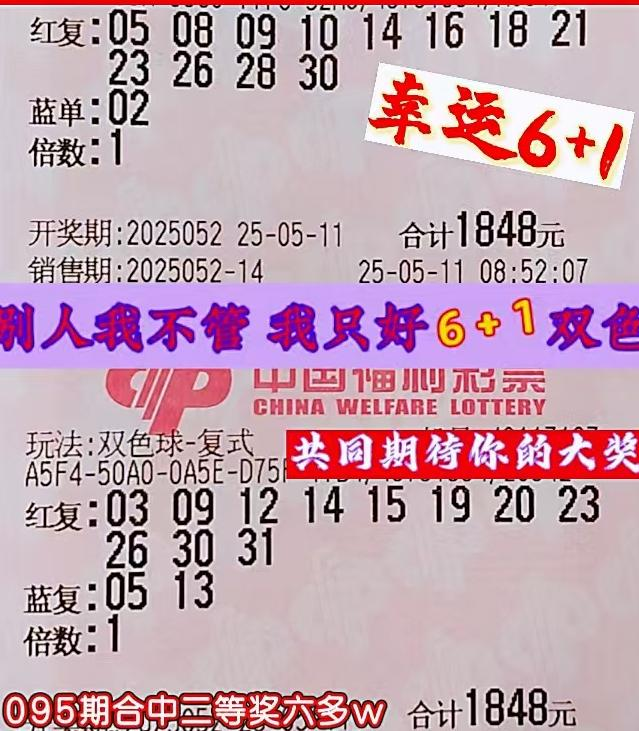 红复:05 08 09 10 14 16 18 21
23 26 28 30
蓝单:02
倍数:1
幸运6+1
开奖期:2025052 25-05-11 合计1848元
销售期:2025052-14 25-05-11 08:52:07
别人我不管 我只好6+1双色
中国福利彩票
CHINA WELFARE LOTTERY
玩法:双色球-复式
共同期待你的大奖
A5F4-50A0-0A5E-D75
红复:03 09 12 14 15 19 20 23
26 30 31
蓝复:05 13
倍数:1
095期合中二等奖六多w
合计1848元